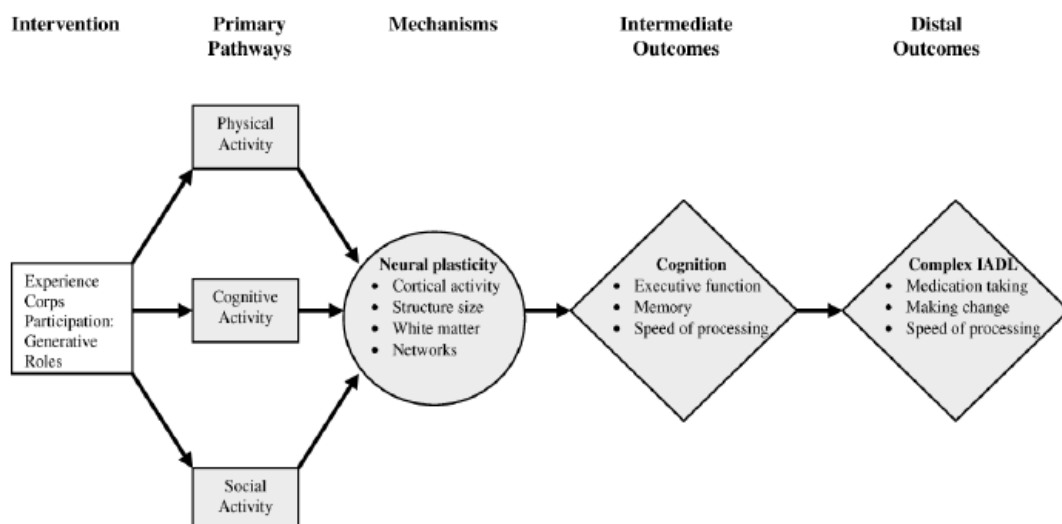 Intervention
Primary
Pathways
Mechanisms
Intermediate
Outcomes
Distal
Outcomes
Physical
Activity
Experience
Corps
Participation:
Generative
Roles
Cognitive
Activity
Social
Activity
Neural plasticity
• Cortical activity
• Structure size
• White matter
• Networks
Cognition
• Executive function
• Memory
• Speed of processing
Complex IADL
• Medication taking
• Making change
• Speed of processing